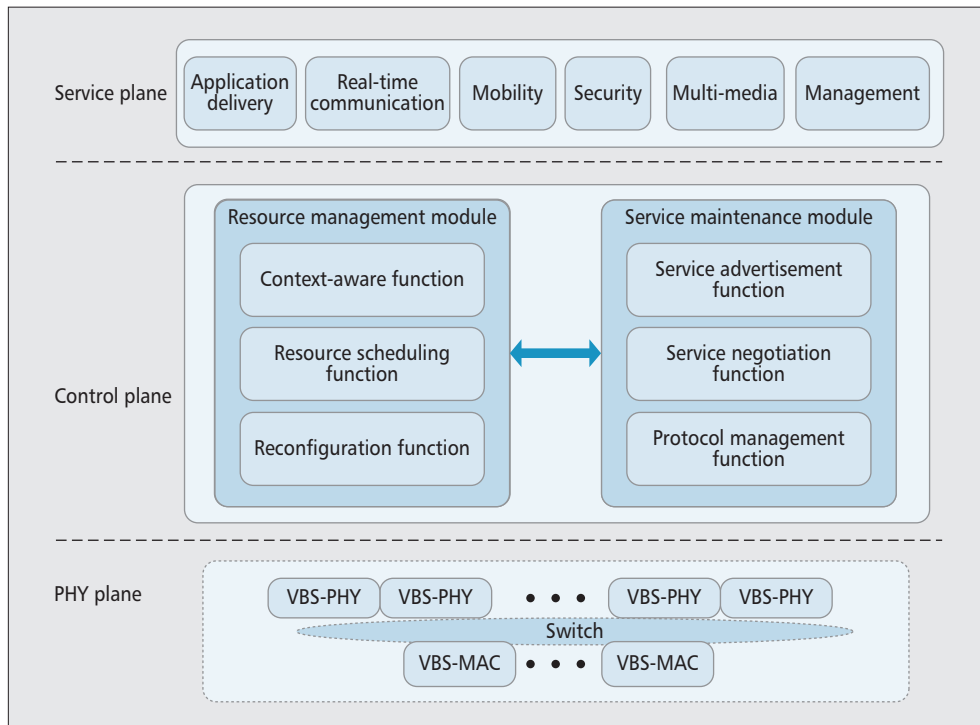 Service plane
Application
delivery
Real-time
communication
Mobility
Security
Multi-media
Management
Control plane
Resource management module
Context-aware function
Resource scheduling
function
Reconfiguration function
Service maintenance module
Service advertisement
function
Service negotiation
function
Protocol management
function
PHY plane
VBS-PHY
VBS-PHY
• • •
VBS-PHY
VBS-PHY
Switch
VBS-MAC
• • •
VBS-MAC